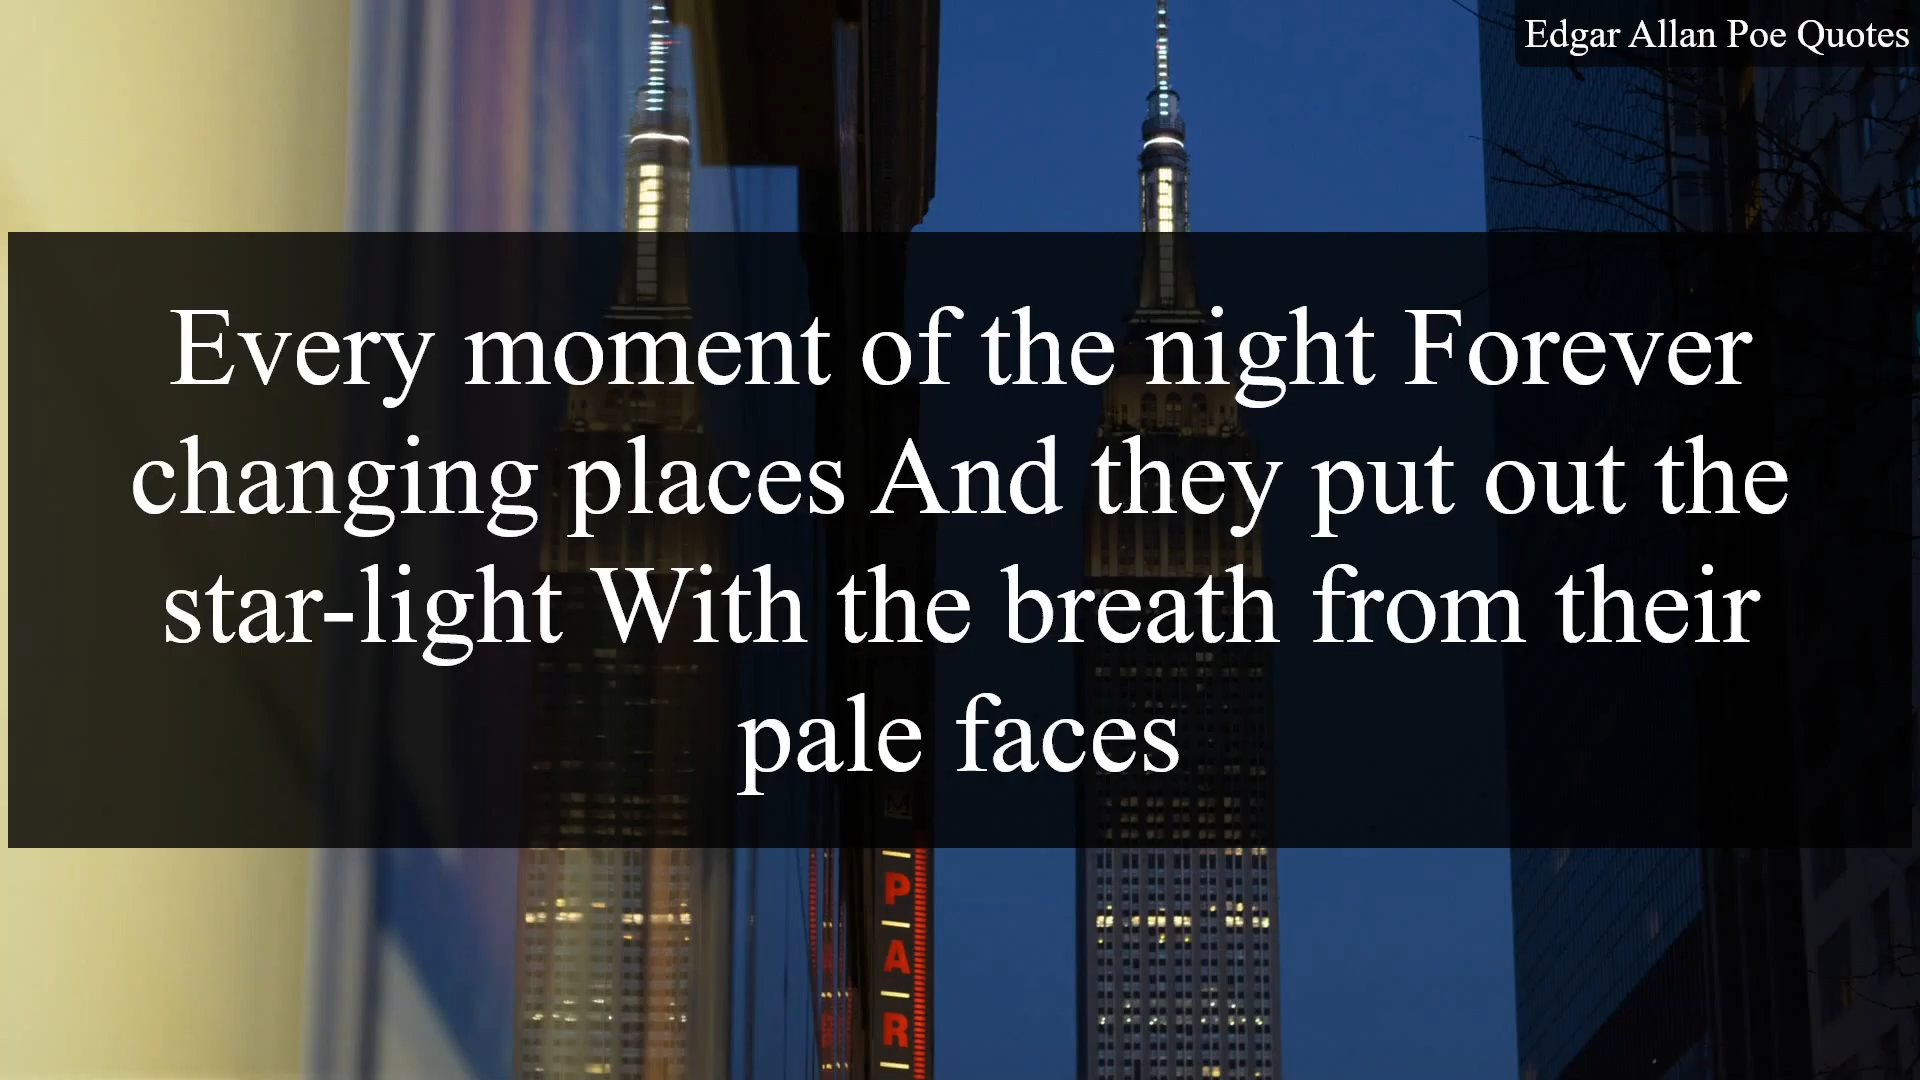 Edgar Allan Poe Quotes
Every moment of the night Forever
changing places And they put out the
star-light With the breath from their
pale faces
PAR